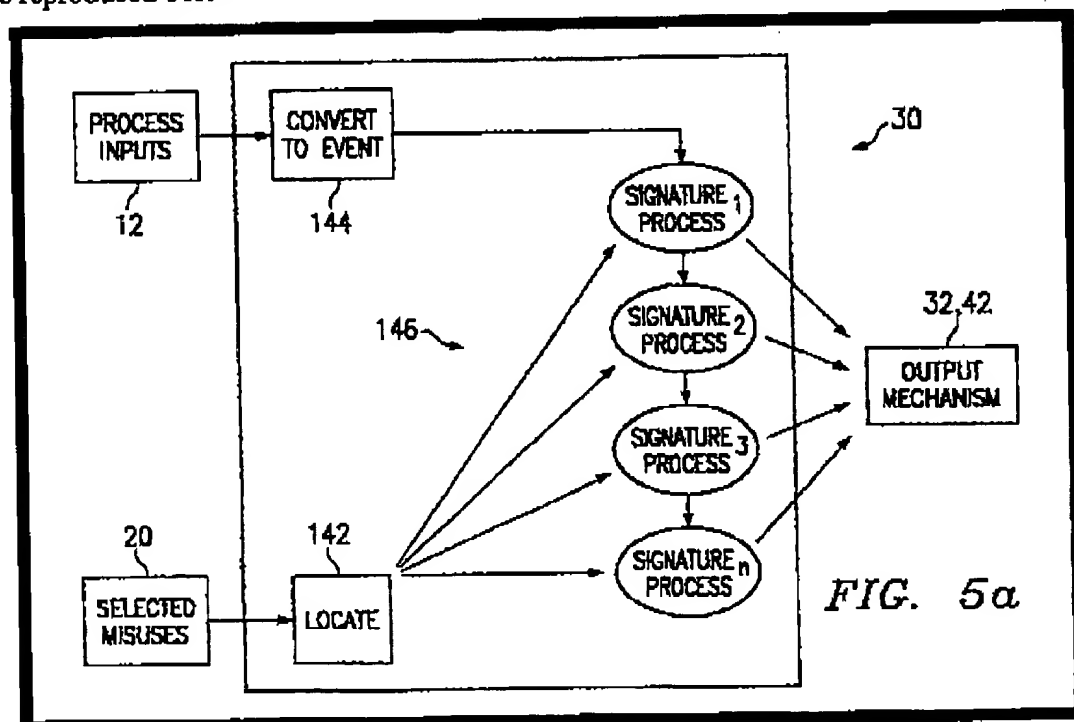 PROCESS
INPUTS
12
CONVERT
TO EVENT
144
30
SIGNATURE 1
PROCESS
SIGNATURE 2
PROCESS
146
32,42
OUTPUT
MECHANISM
SIGNATURE 3
PROCESS
20
SELECTED
MISUSES
142
LOCATE
SIGNATURE n
PROCESS
FIG. 5a